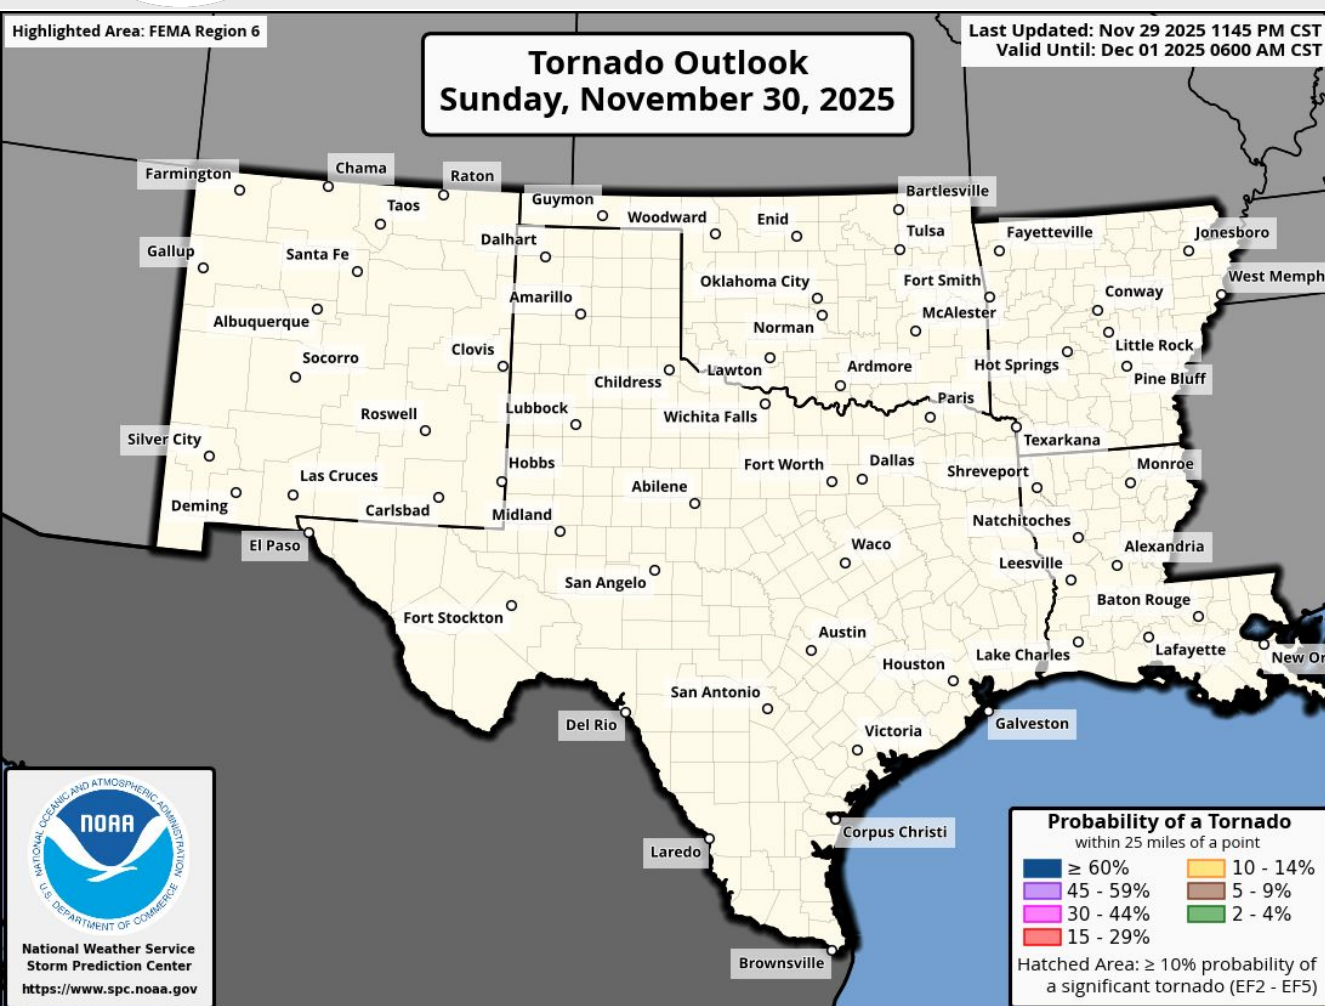 Highlighted Area: FEMA Region 6
Last Updated: Nov 29 2025 1145 PM CST
Valid Until: Dec 01 2025 0600 AM CST
Tornado Outlook
Sunday, November 30, 2025
Farmington
Chama
Raton
Taos
Guymon
Woodward
Enid
Bartlesville
Tulsa
Fayetteville
Jonesboro
Gallup
Santa Fe
Dalhart
Oklahoma City
Fort Smith
West Memph
Conway
Amarillo
Albuquerque
Norman
McAlester
Little Rock
Socorro
Clovis
Childress
Lawton
Ardmore
Hot Springs
Pine Bluff
Roswell
Lubbock
Wichita Falls
Paris
Silver City
Texarkana
Las Cruces
Hobbs
Abilene
Fort Worth
Dallas
Shreveport
Monroe
Deming
Carlsbad
Midland
Natchitoches
El Paso
Waco
Alexandria
San Angelo
Leesville
Fort Stockton
Baton Rouge
Austin
Houston
Lake Charles
Lafayette
New Or
San Antonio
Del Rio
Victoria
Galveston
Corpus Christi
Laredo
Brownsville
NATIONAL OCEANIC AND ATMOSPHERIC ADMINISTRATION
NOAA
U.S. DEPARTMENT OF COMMERCE
National Weather Service
Storm Prediction Center
https://www.spc.noaa.gov
Probability of a Tornado
within 25 miles of a point
≥ 60%
10 - 14%
45 - 59%
5 - 9%
30 - 44%
2 - 4%
15 - 29%
Hatched Area: ≥ 10% probability of
a significant tornado (EF2 - EF5)